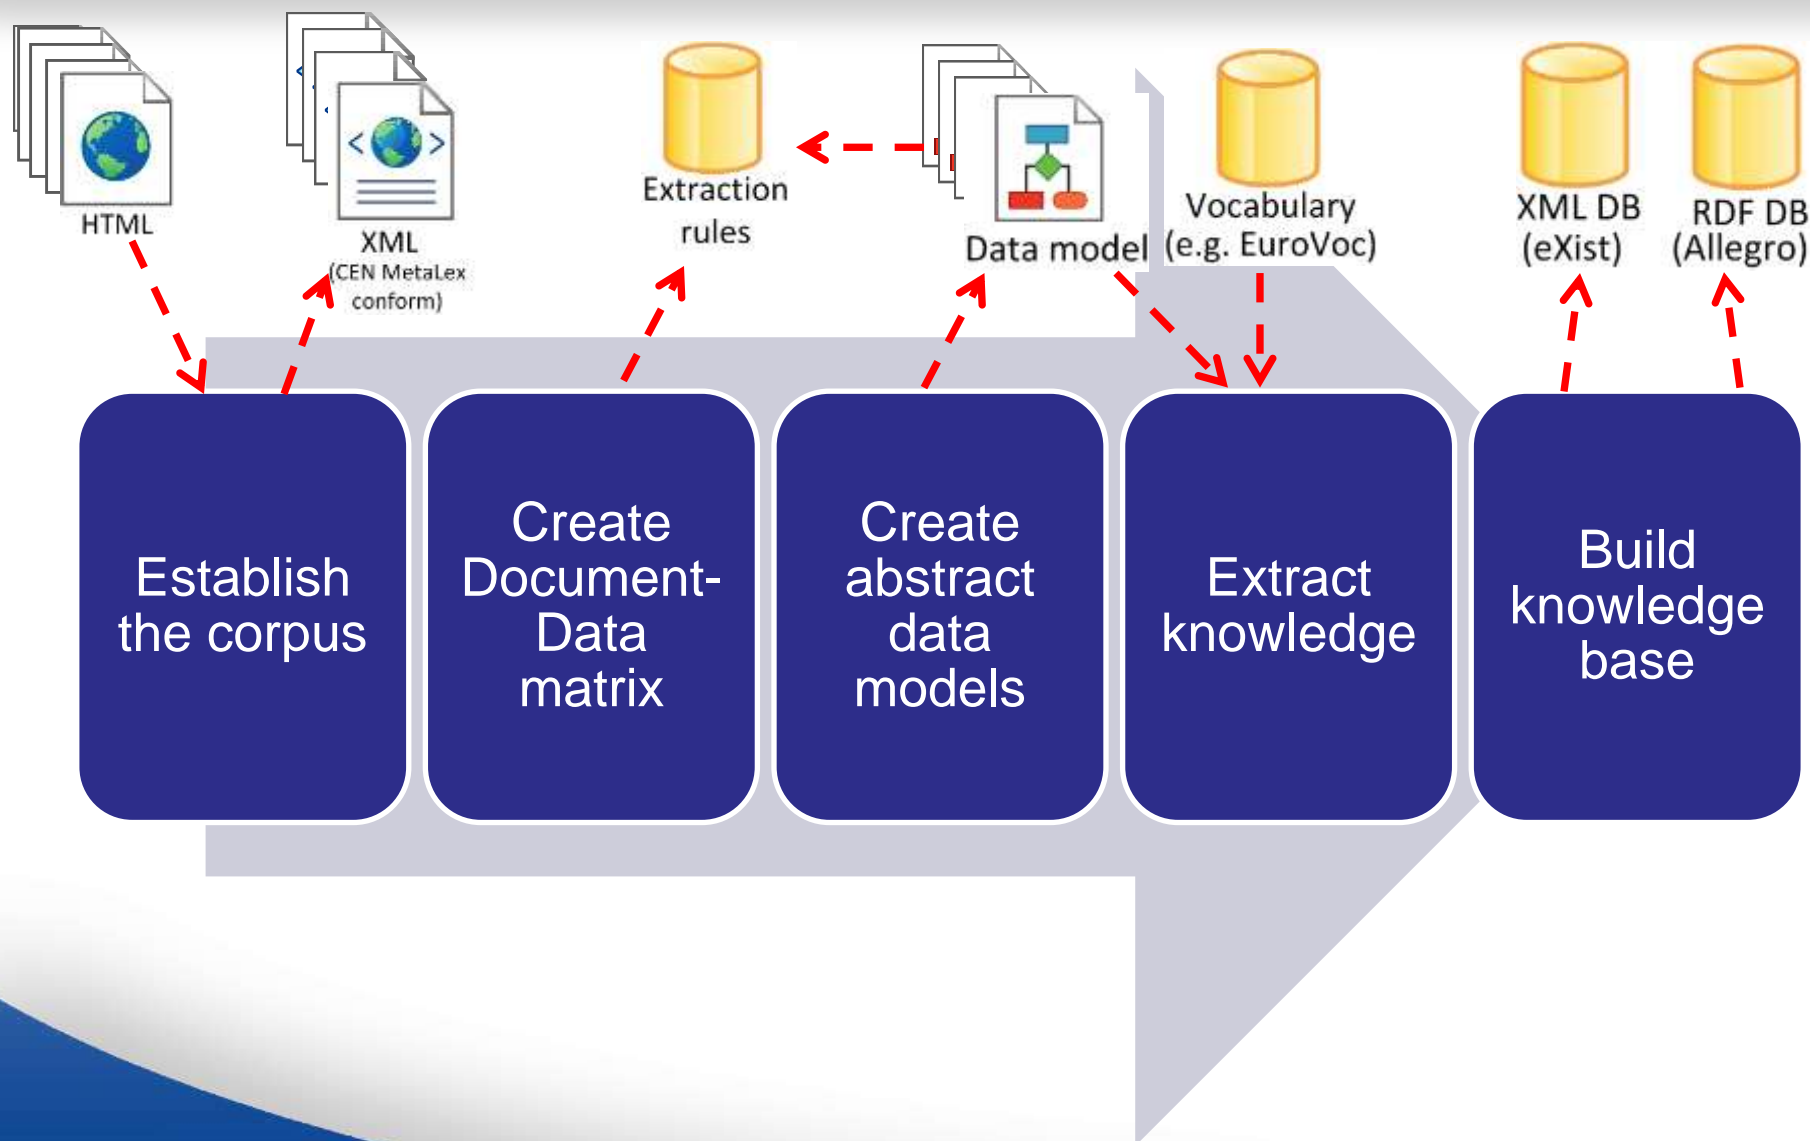 HTML
XML
(CEN MetaLex
conform)
Extraction
rules
Data model
Vocabulary
(e.g. EuroVoc)
XML DB
(eXist)
RDF DB
(Allegro)
Establish
the corpus
Create
Document-
Data
matrix
Create
abstract
data
models
Extract
knowledge
Build
knowledge
base